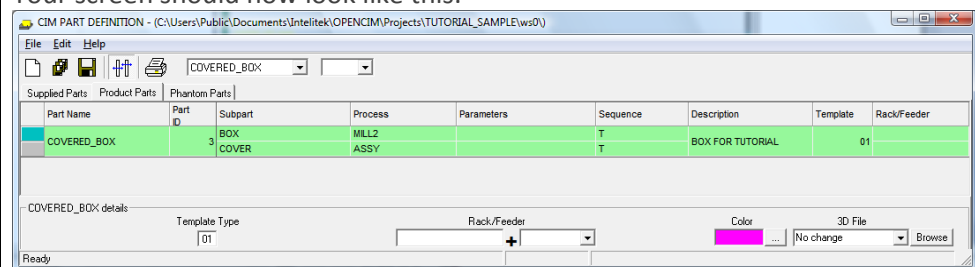 Your screen should now look like this:
CIM PART DEFINITION - (C:\Users\Public\Documents\Intelitek\OPENCIM\Projects\TUTORIAL_SAMPLE\ws0\)
File Edit Help
COVERED_BOX
Supplied Parts Product Parts Phantom Parts
Part Name Part ID Subpart Process Parameters Sequence Description Template Rack/Feeder
COVERED_BOX 3 BOX MILL2 T BOX FOR TUTORIAL 01
COVER ASSY T
COVERED_BOX details
Template Type Rack/Feeder Color 3D File
01 + ... No change Browse
Ready